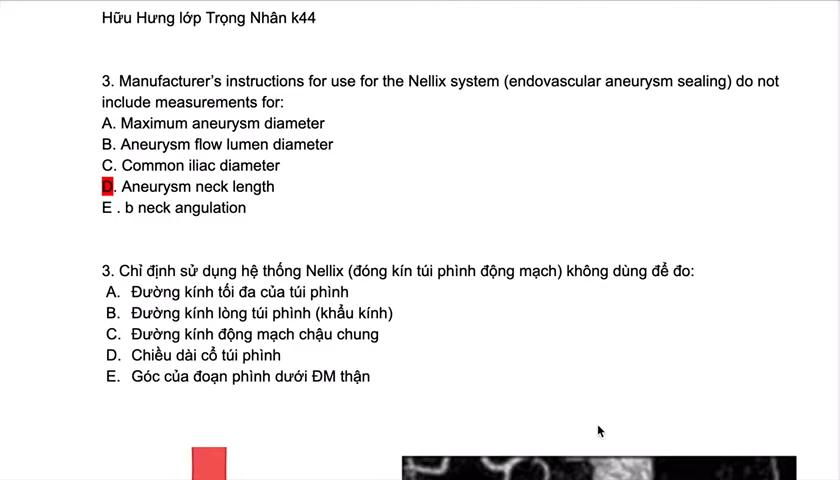 Hữu Hưng lớp Trọng Nhân k44
3. Manufacturer's instructions for use for the Nellix system (endovascular aneurysm sealing) do not
include measurements for:
A. Maximum aneurysm diameter
B. Aneurysm flow lumen diameter
C. Common iliac diameter
D. Aneurysm neck length
E . b neck angulation
3. Chỉ định sử dụng hệ thống Nellix (đóng kín túi phình động mạch) không dùng để đo:
A. Đường kính tối đa của túi phình
B. Đường kính lòng túi phình (khẩu kính)
C. Đường kính động mạch chậu chung
D. Chiều dài cổ túi phình
E. Góc của đoạn phình dưới ĐM thận